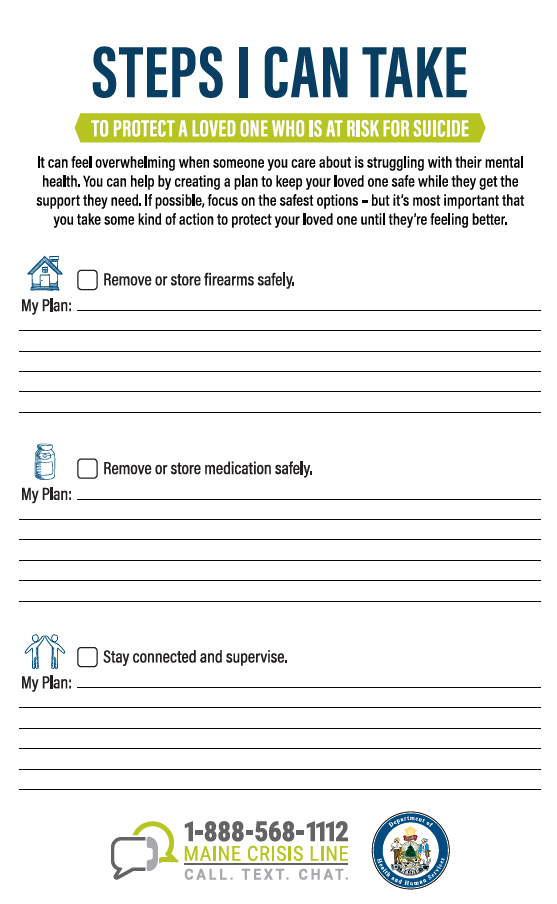 STEPS I CAN TAKE
TO PROTECT A LOVED ONE WHO IS AT RISK FOR SUICIDE
It can feel overwhelming when someone you care about is struggling with their mental
health. You can help by creating a plan to keep your loved one safe while they get the
support they need. If possible, focus on the safest options – but it's most important that
you take some kind of action to protect your loved one until they're feeling better.
Remove or store firearms safely.
My Plan:
Remove or store medication safely.
My Plan:
Stay connected and supervise.
My Plan:
1-888-568-1112
MAINE CRISIS LINE
CALL. TEXT. CHAT.
Department of
Health and Human Services
MAINE